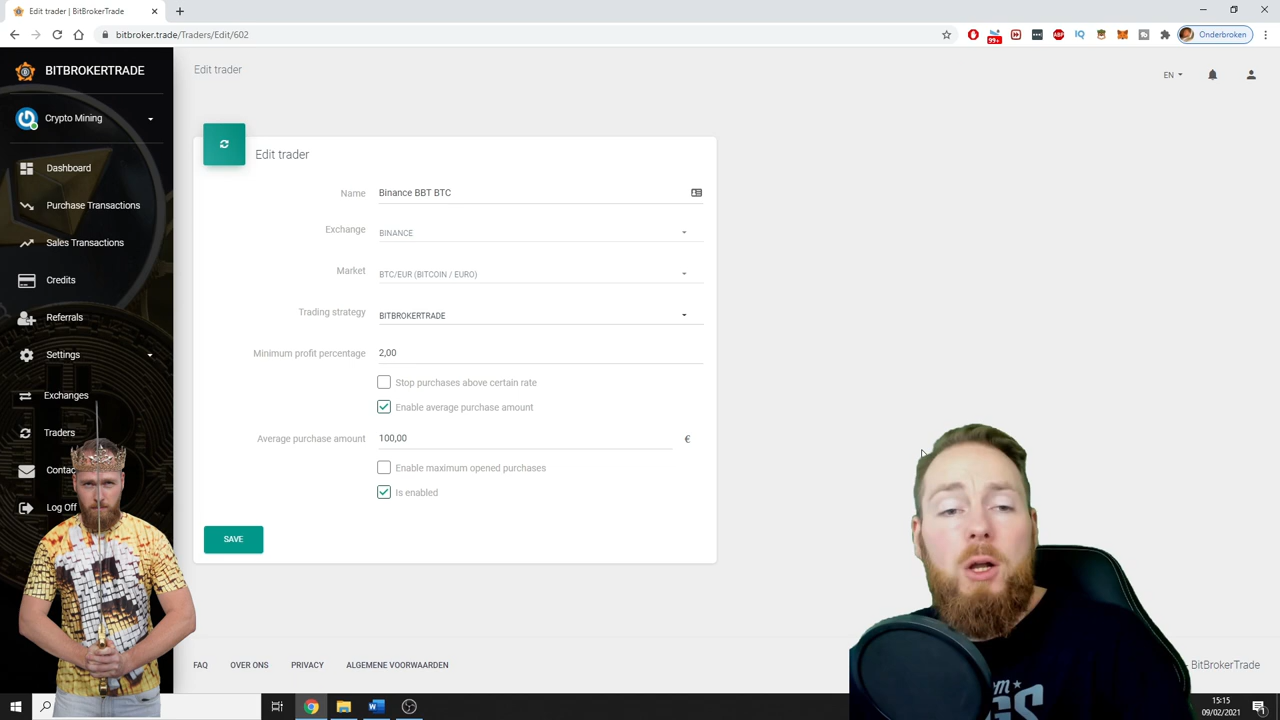 Edit trader | BitBrokerTrade
bitbroker.trade/Traders/Edit/602
99+
ABP
IQ
Onderbroken
BITBROKERTRADE
Edit trader
EN
Crypto Mining
Dashboard
Purchase Transactions
Sales Transactions
Credits
Referrals
Settings
Exchanges
Traders
Contac
Log Off
Edit trader
Name Binance BBT BTC
Exchange BINANCE
Market BTC/EUR (BITCOIN / EURO)
Trading strategy BITBROKERTRADE
Minimum profit percentage 2,00
Stop purchases above certain rate
Enable average purchase amount
Average purchase amount 100,00 €
Enable maximum opened purchases
Is enabled
SAVE
FAQ OVER ONS PRIVACY ALGEMENE VOORWAARDEN
- BitBrokerTrade
15:15
09/02/2021